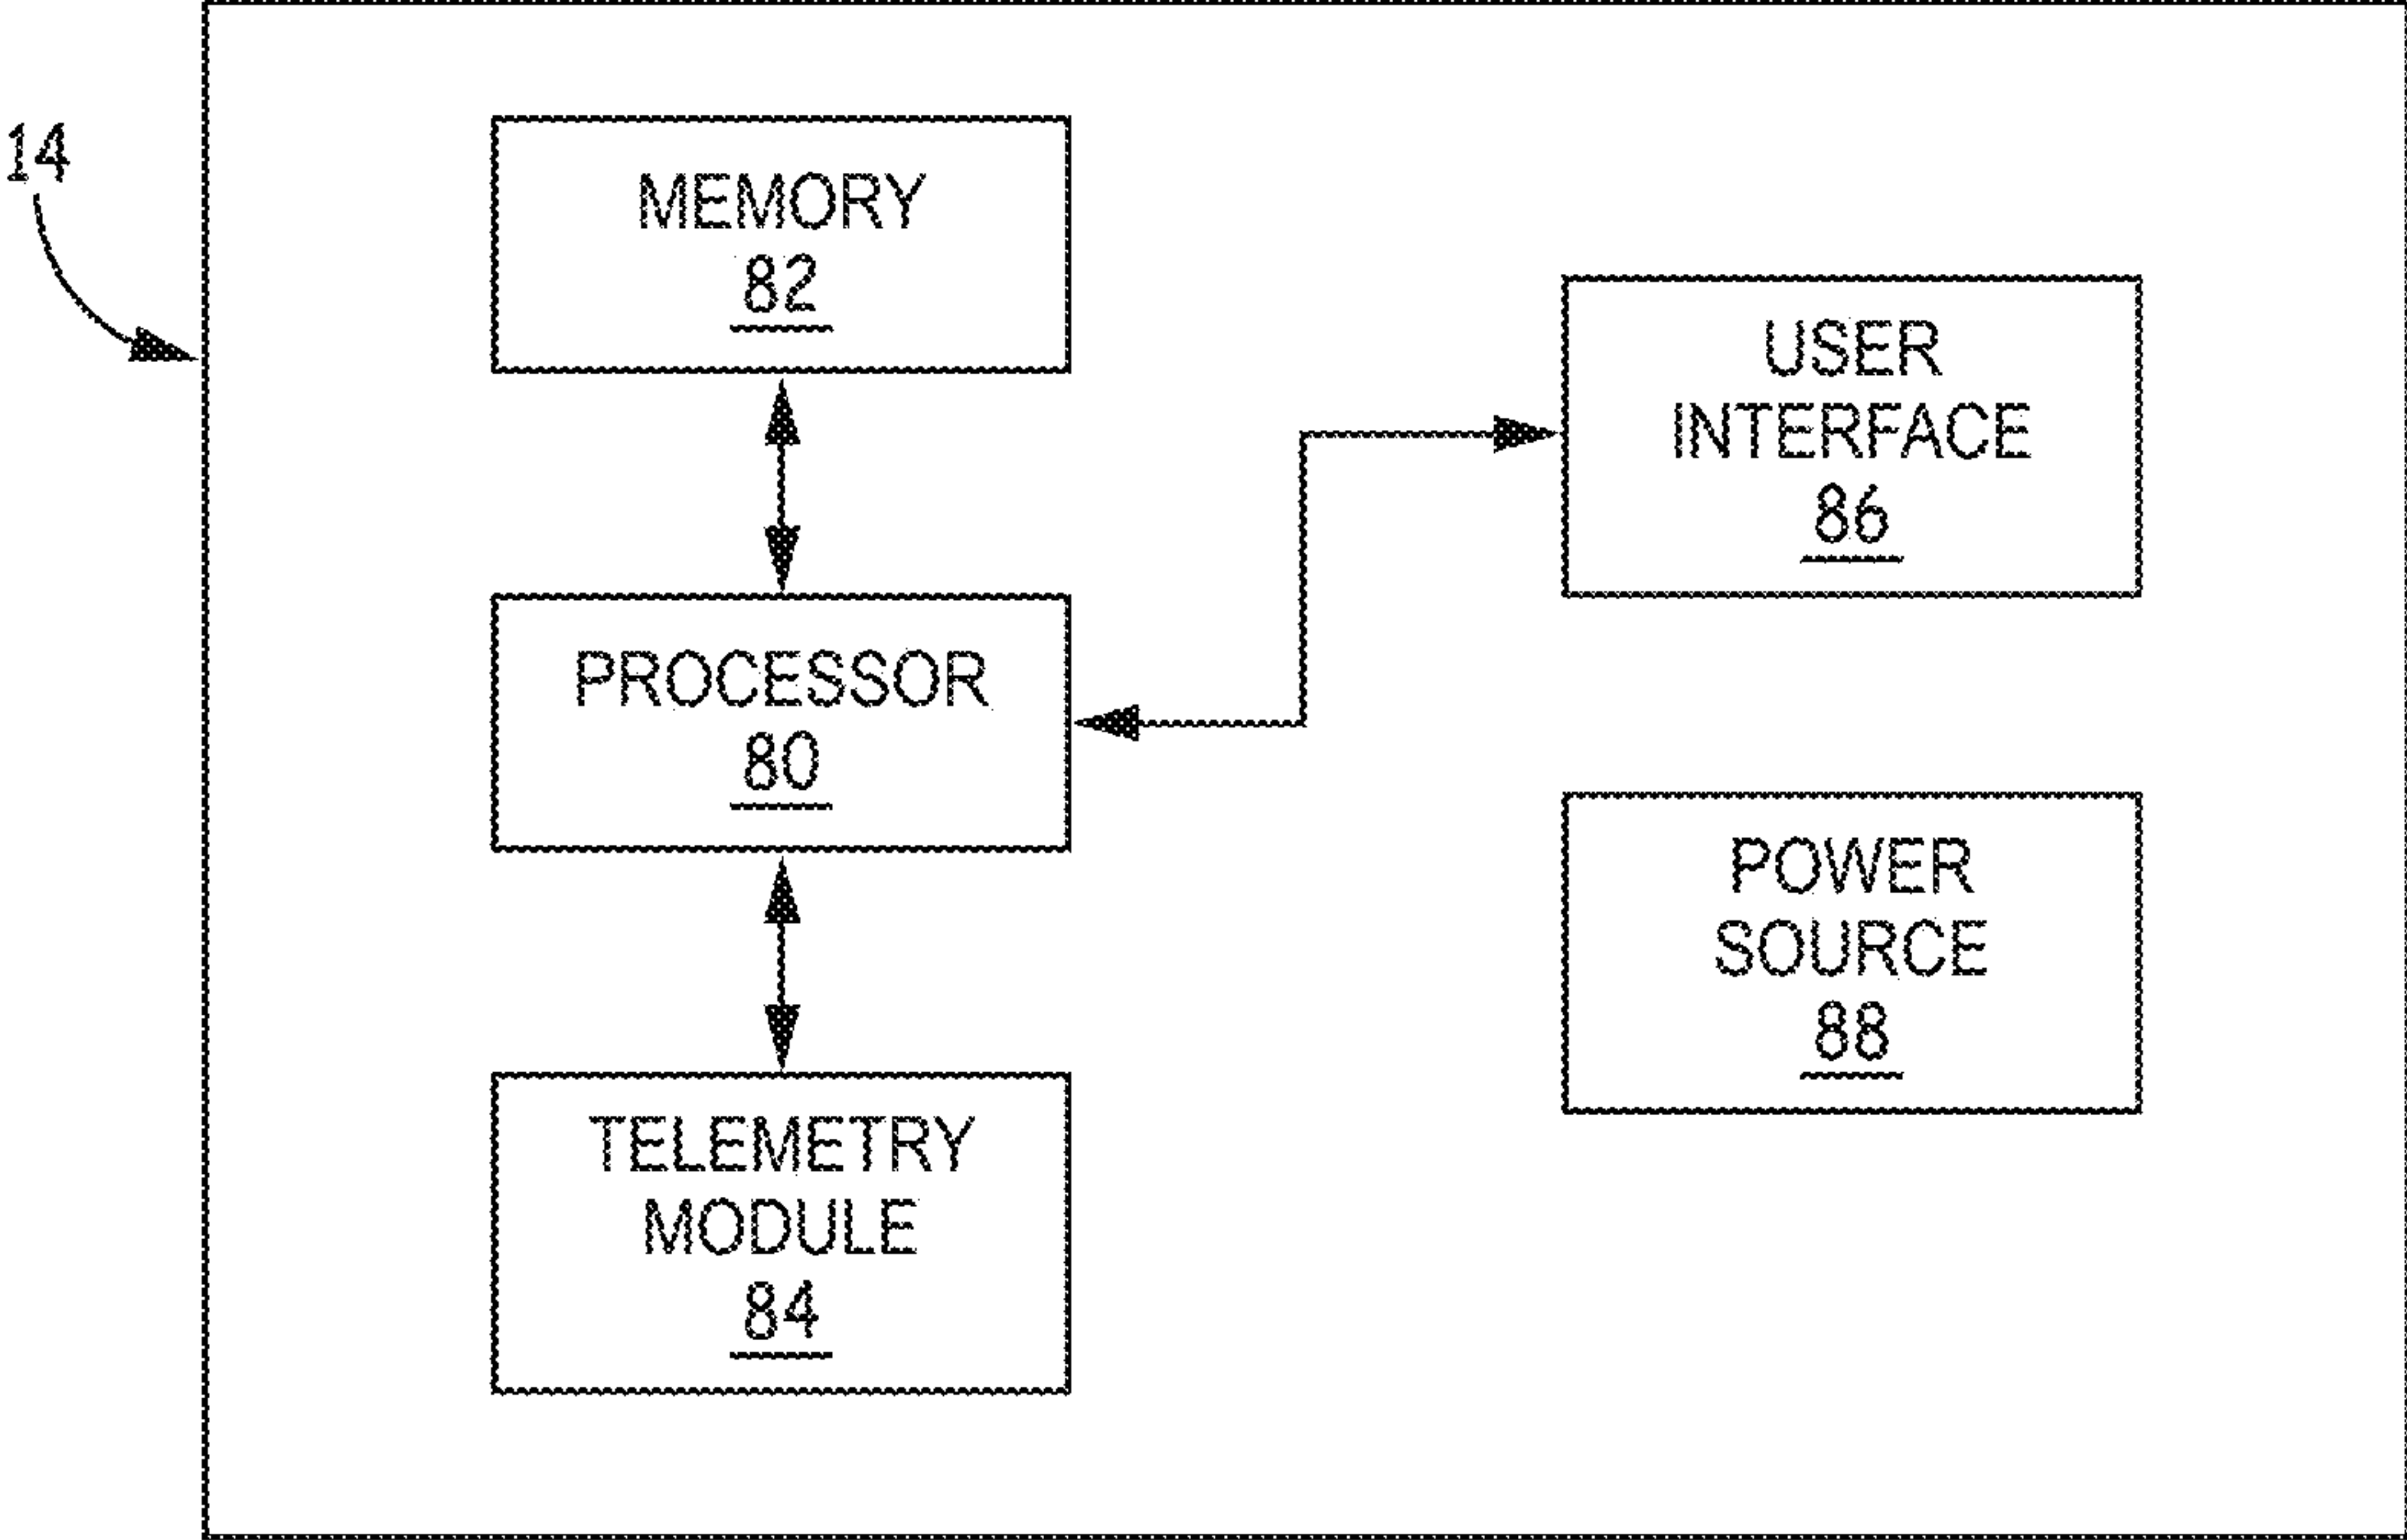 14
MEMORY
82
USER
INTERFACE
86
PROCESSOR
80
POWER
SOURCE
88
TELEMETRY
MODULE
84